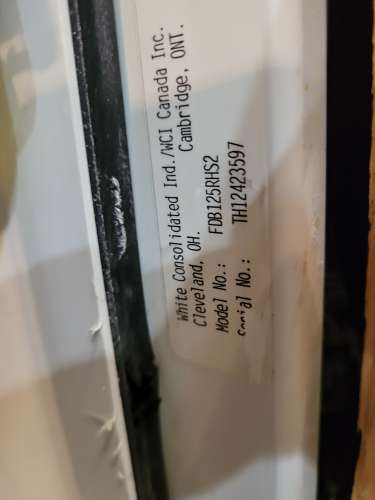 White Consolidated Ind./WCI Canada Inc.
Cleveland, OH. Cambridge, ONT.
Model No.: FDB125RHS2
Serial No.: TH12423597